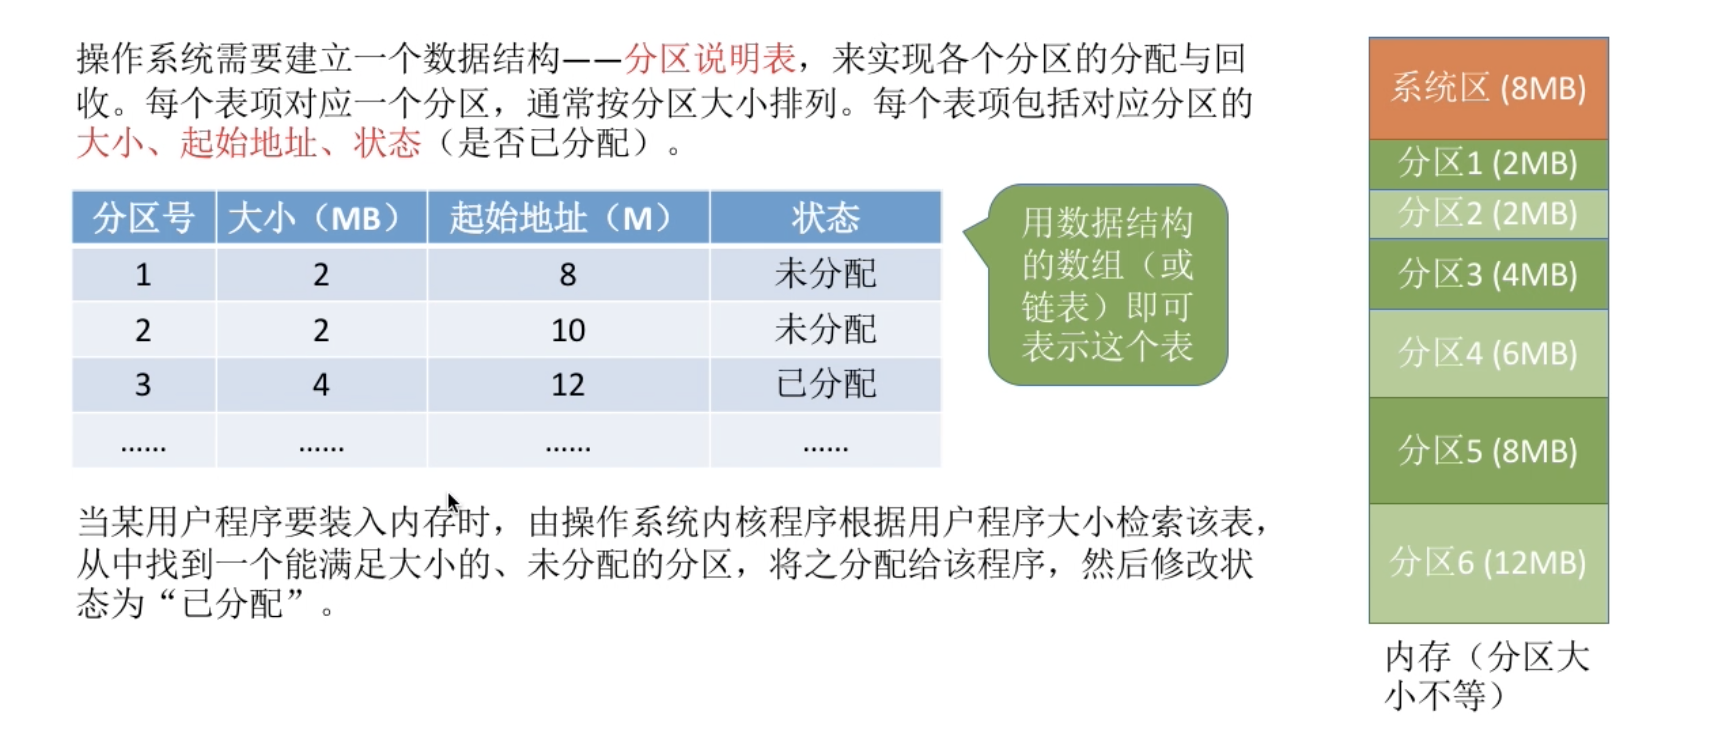 操作系统需要建立一个数据结构——分区说明表，来实现各个分区的分配与回
收。每个表项对应一个分区，通常按分区大小排列。每个表项包括对应分区的
大小、起始地址、状态（是否已分配）。
分区号 大小（MB） 起始地址（M） 状态
1 2 8 未分配
2 2 10 未分配
3 4 12 已分配
...... ...... ...... ......
用数据结构
的数组（或
链表）即可
表示这个表
当某用户程序要装入内存时，由操作系统内核程序根据用户程序大小检索该表，
从中找到一个能满足大小的、未分配的分区，将之分配给该程序，然后修改状
态为“已分配”。
系统区 (8MB)
分区1 (2MB)
分区2 (2MB)
分区3 (4MB)
分区4 (6MB)
分区5 (8MB)
分区6 (12MB)
内存（分区大
小不等）